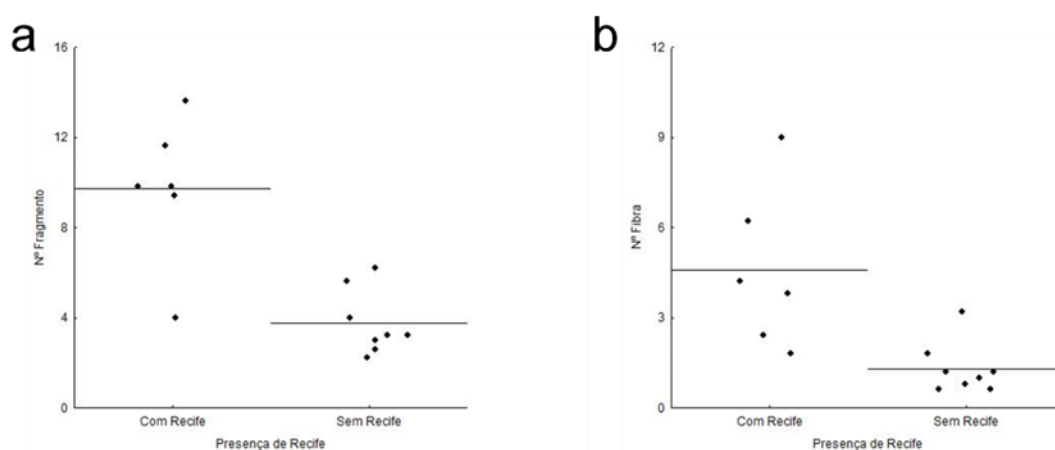 a
16
12
8
4
0
Nº Fragmento
Com Recife
Sem Recife
Presença de Recife
b
12
9
6
3
0
Nº Fibra
Com Recife
Sem Recife
Presença de Recife